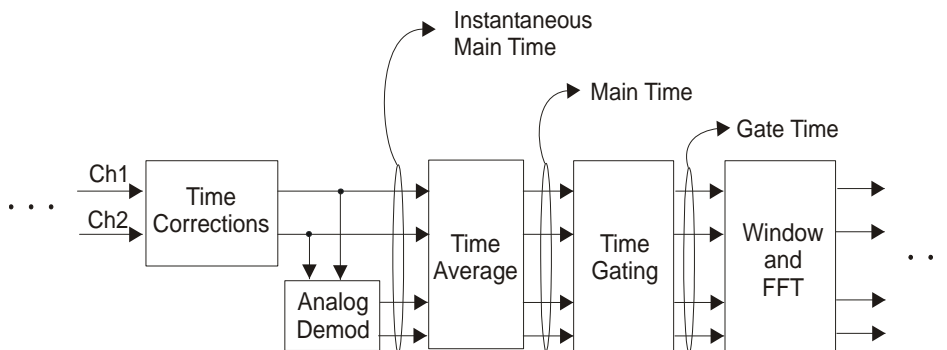 Instantaneous
Main Time
Main Time
Gate Time
Ch1
Ch2
. . .
Time
Corrections
Analog
Demod
Time
Average
Time
Gating
Window
and
FFT
. .